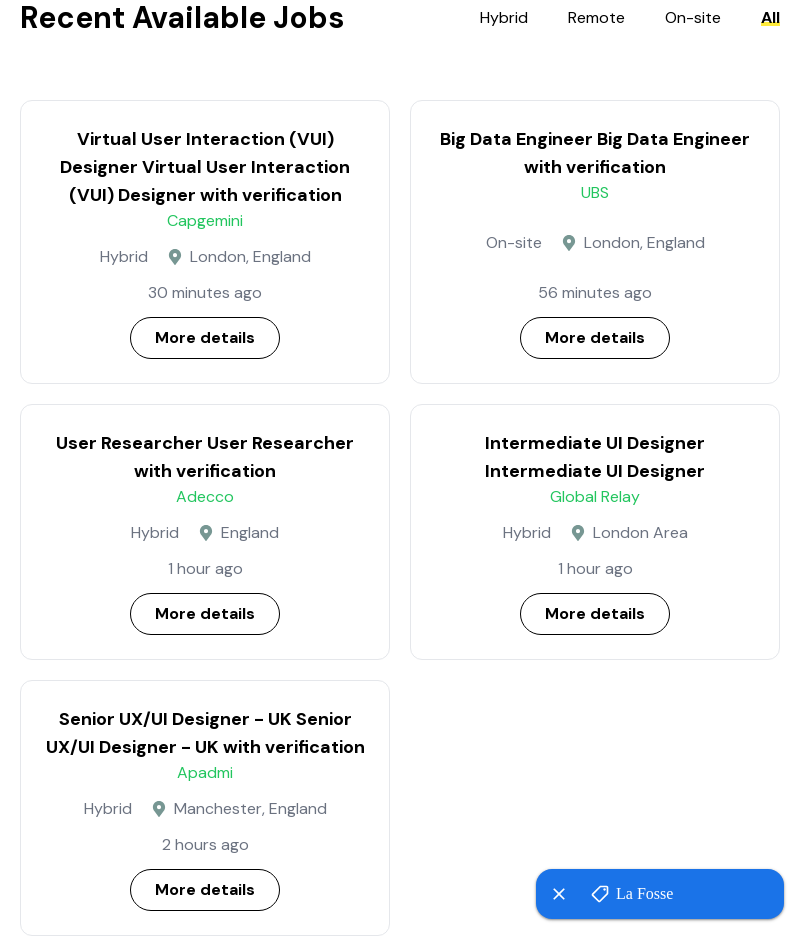 Recent Available Jobs
Hybrid
Remote
On-site
All
Virtual User Interaction (VUI)
Designer Virtual User Interaction
(VUI) Designer with verification
Capgemini
Hybrid
London, England
30 minutes ago
More details
Big Data Engineer Big Data Engineer
with verification
UBS
On-site
London, England
56 minutes ago
More details
User Researcher User Researcher
with verification
Adecco
Hybrid
England
1 hour ago
More details
Intermediate UI Designer
Intermediate UI Designer
Global Relay
Hybrid
London Area
1 hour ago
More details
Senior UX/UI Designer - UK Senior
UX/UI Designer - UK with verification
Apadmi
Hybrid
Manchester, England
2 hours ago
More details
La Fosse